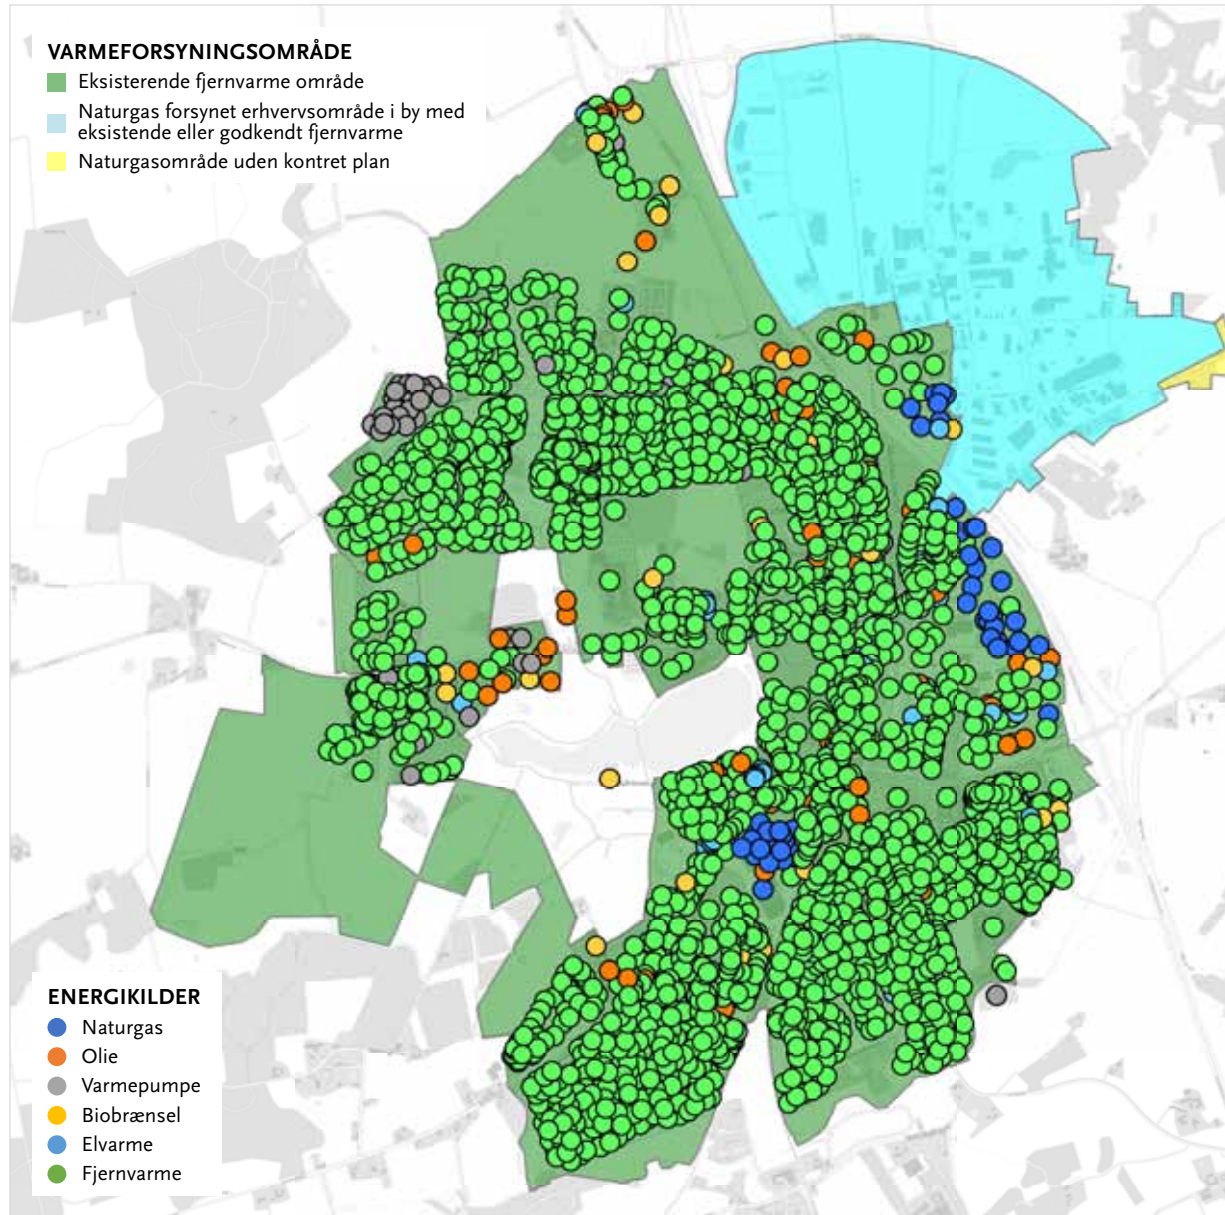 VARMEFORSYNINGSOMRÅDE
Eksisterende fjernvarme område
Naturgas forsynet erhvervsområde i by med
eksistende eller godkendt fjernvarme
Naturgasområde uden kontret plan
ENERGIKILDER
Naturgas
Olie
Varmepumpe
Biobrænsel
Elvarme
Fjernvarme